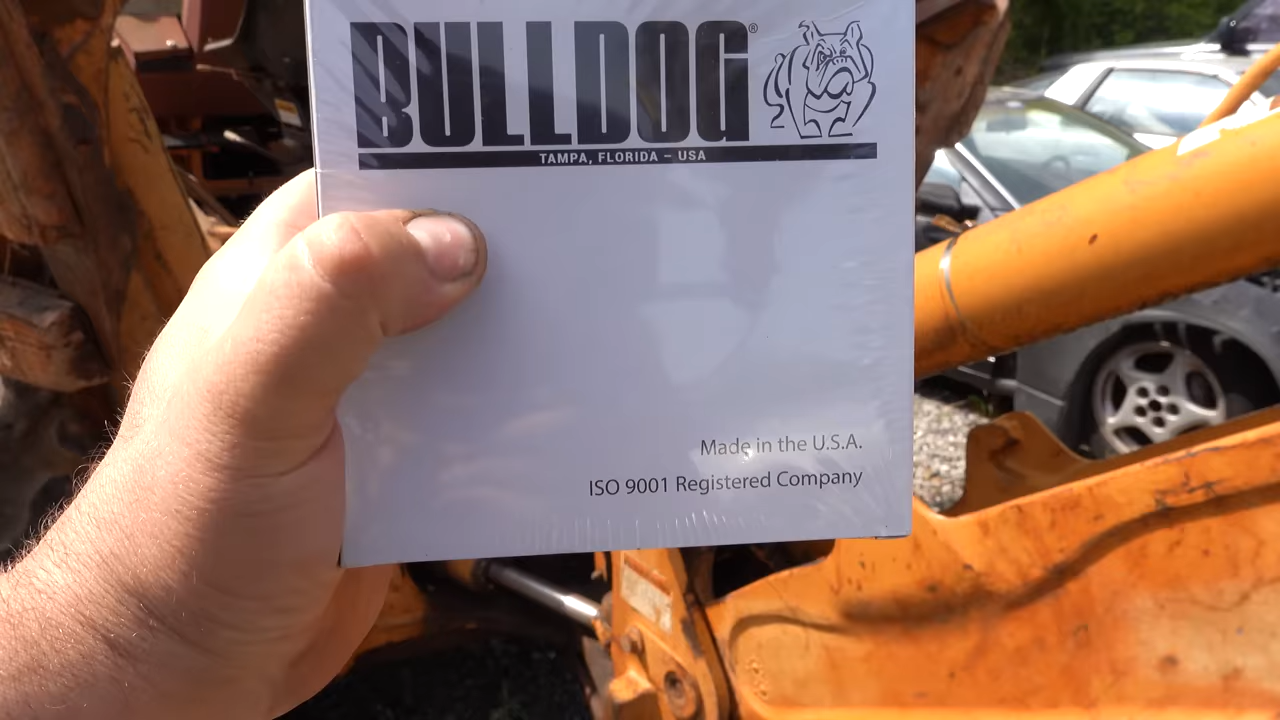 BULLDOG®
TAMPA, FLORIDA – USA
Made in the U.S.A.
ISO 9001 Registered Company